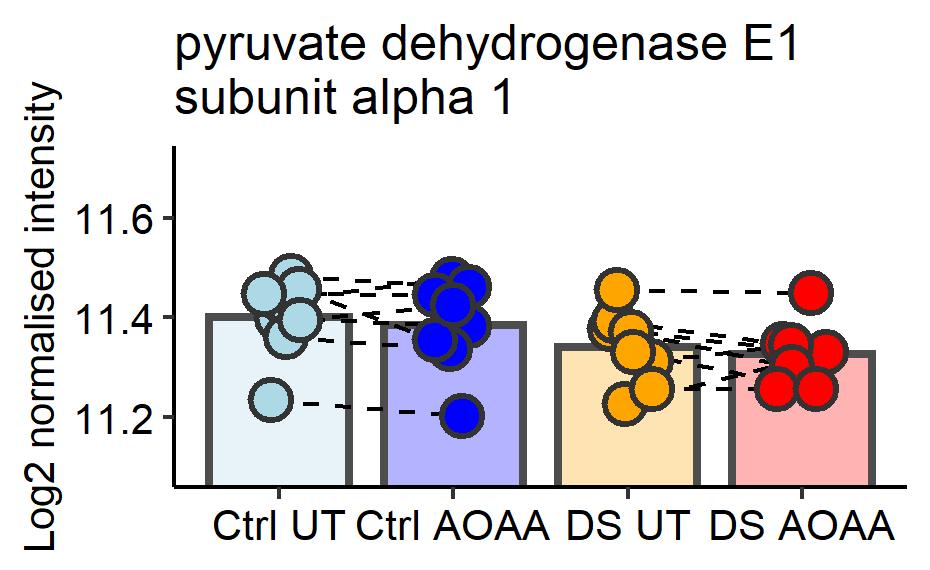 pyruvate dehydrogenase E1
subunit alpha 1
Log2 normalised intensity
11.6
11.4
11.2
Ctrl UT Ctrl AOAA DS UT DS AOAA